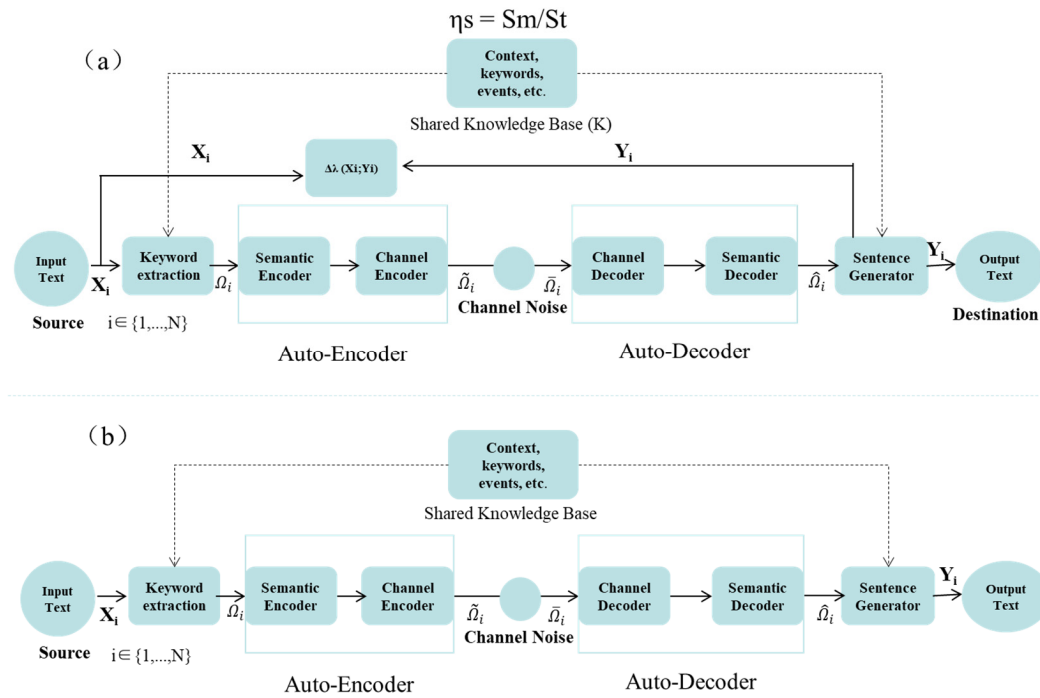 ηs = Sm/St
（a）
Context,
keywords,
events, etc.
Shared Knowledge Base (K)
Xi
Yi
Δλ (Xi;Yi)
Input
Text
Xi
Keyword
extraction
Ωi
Semantic
Encoder
Channel
Encoder
Ω̃i
Channel Noise
Ω̄i
Channel
Decoder
Semantic
Decoder
Ω̂i
Sentence
Generator
Yi
Output
Text
Source
i∈{1,...,N}
Destination
Auto-Encoder
Auto-Decoder
（b）
Context,
keywords,
events, etc.
Shared Knowledge Base
Input
Text
Xi
Keyword
extraction
Ωi
Semantic
Encoder
Channel
Encoder
Ω̃i
Channel Noise
Ω̄i
Channel
Decoder
Semantic
Decoder
Ω̂i
Sentence
Generator
Yi
Output
Text
Source
i∈{1,...,N}
Auto-Encoder
Auto-Decoder